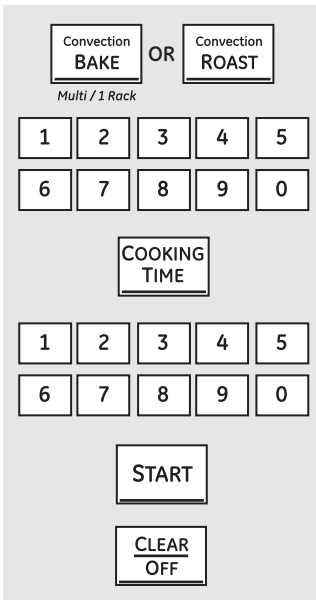 Convection
BAKE
OR
Convection
ROAST
Multi / 1 Rack
1 2 3 4 5
6 7 8 9 0
COOKING
TIME
1 2 3 4 5
6 7 8 9 0
START
CLEAR
OFF